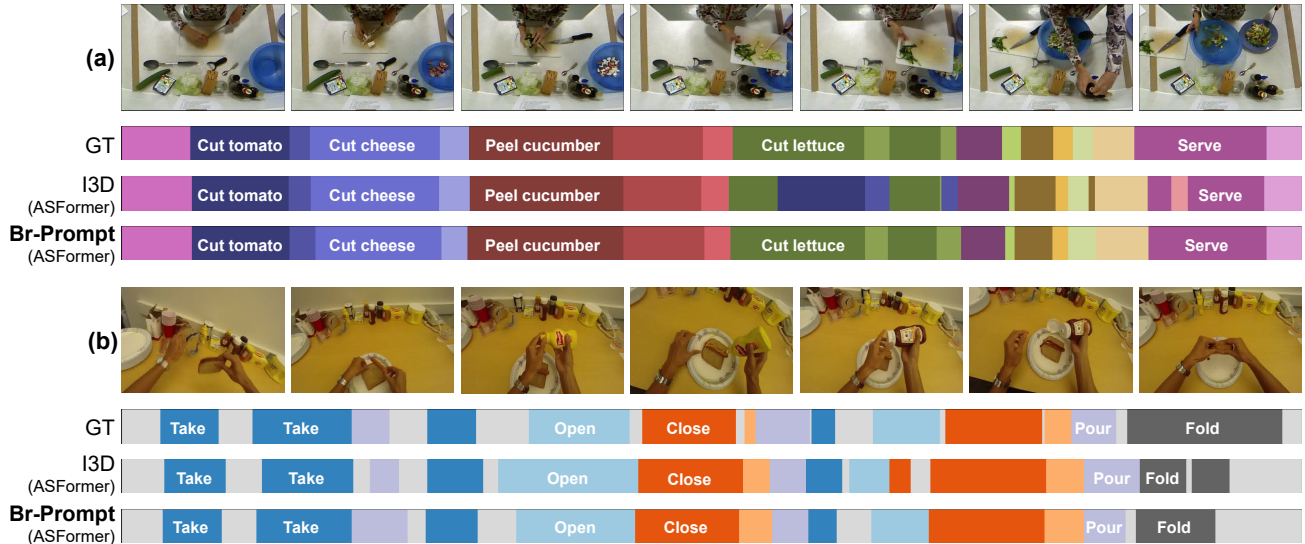 (a)
GT Cut tomato Cut cheese Peel cucumber Cut lettuce Serve
I3D Cut tomato Cut cheese Peel cucumber Serve
(ASFormer)
Br-Prompt Cut tomato Cut cheese Peel cucumber Cut lettuce Serve
(ASFormer)
(b)
GT Take Take Open Close Pour Fold
I3D Take Take Open Close Pour Fold
(ASFormer)
Br-Prompt Take Take Open Close Pour Fold
(ASFormer)